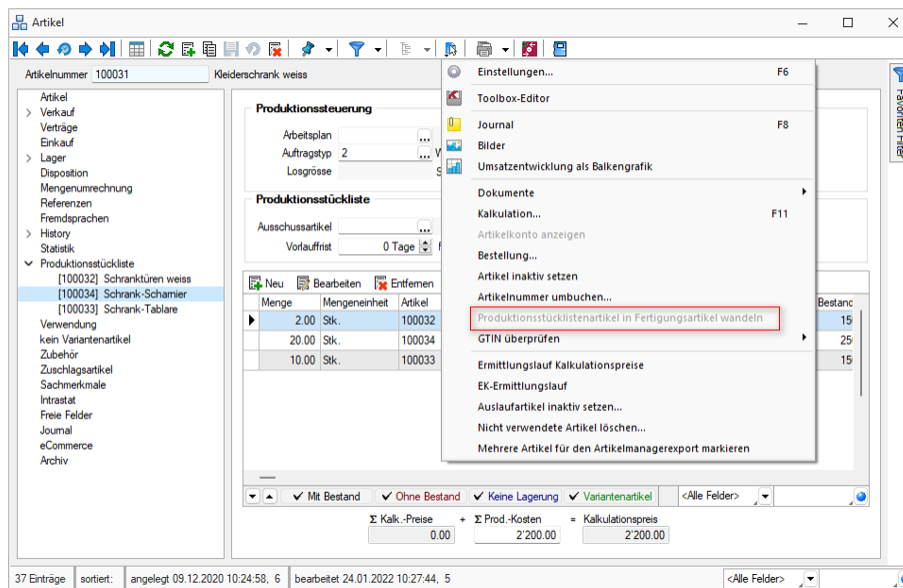 Artikel
Artikelnummer 100031 Kleiderschrank weiss
Artikel
Verkauf
Verträge
Einkauf
Lager
Disposition
Mengenumrechnung
Referenzen
Fremdsprachen
History
Statistik
Produktionsstückliste
[100032] Schranktüren weiss
[100034] Schrank-Scharnier
[100033] Schrank-Tablare
Verwendung
kein Variantenartikel
Zubehör
Zuschlagsartikel
Sachmerkmale
Intrastat
Freie Felder
Journal
eCommerce
Archiv
Produktionssteuerung
Arbeitsplan ...
Auftragstyp 2 ...
Losgrösse S
Produktionsstückliste
Ausschussartikel ...
Vorlauffrist 0 Tage
Neu Bearbeiten Entfernen
Menge Mengeneinheit Artikel Bestand
2.00 Stk. 100032 15
20.00 Stk. 100034 25
10.00 Stk. 100033 15
Einstellungen... F6
Toolbox-Editor
Journal F8
Bilder
Umsatzentwicklung als Balkengrafik
Dokumente
Kalkulation... F11
Artikelkonto anzeigen
Bestellung...
Artikel inaktiv setzen
Artikelnummer umbuchen...
Produktionsstücklistenartikel in Fertigungsartikel wandeln
GTIN überprüfen
Ermittlungslauf Kalkulationspreise
EK-Ermittlungslauf
Auslaufartikel inaktiv setzen...
Nicht verwendete Artikel löschen...
Mehrere Artikel für den Artikelmanagerexport markieren
Favoriten Filter
Mit Bestand Ohne Bestand Keine Lagerung Variantenartikel <Alle Felder>
Σ Kalk.-Preise + Σ Prod.-Kosten = Kalkulationspreis
0.00 2'200.00 2'200.00
37 Einträge sortiert: angelegt 09.12.2020 10:24:58, 6 bearbeitet 24.01.2022 10:27:44, 5 <Alle Felder>